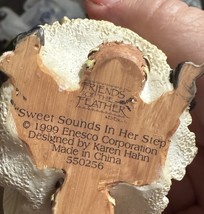 FRIENDS
OF THE
FEATHER
"Sweet Sounds In Her Step"
© 1999 Enesco Corporation
Designed by Karen Hahn
Made in China
550256